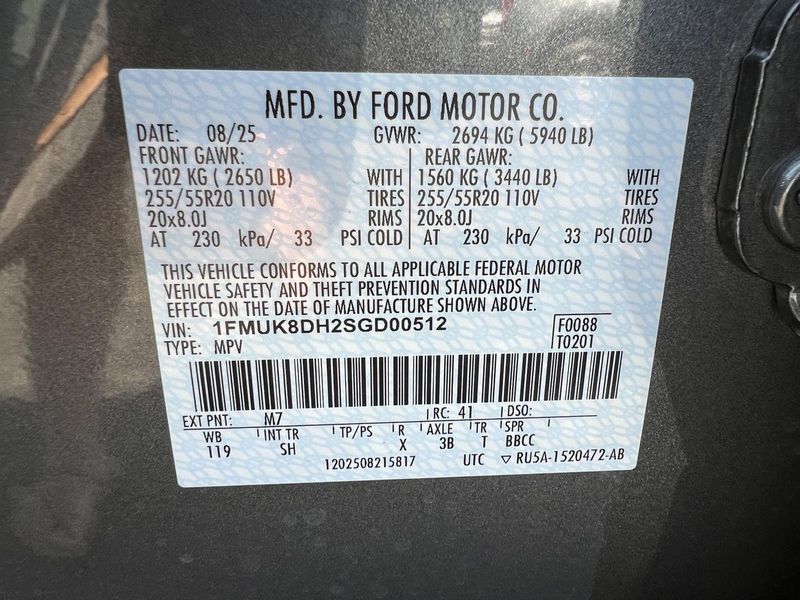 MFD. BY FORD MOTOR CO.
DATE: 08/25 GVWR: 2694 KG ( 5940 LB)
FRONT GAWR: REAR GAWR:
1202 KG ( 2650 LB) WITH 1560 KG ( 3440 LB) WITH
255/55R20 110V TIRES 255/55R20 110V TIRES
20x8.0J RIMS 20x8.0J RIMS
AT 230 kPa/ 33 PSI COLD AT 230 kPa/ 33 PSI COLD
THIS VEHICLE CONFORMS TO ALL APPLICABLE FEDERAL MOTOR
VEHICLE SAFETY AND THEFT PREVENTION STANDARDS IN
EFFECT ON THE DATE OF MANUFACTURE SHOWN ABOVE.
VIN: 1FMUK8DH2SGD00512 F0088
TYPE: MPV T0201
EXT PNT: M7 RC: 41 DSO:
WB INT TR TP/PS R AXLE TR SPR
119 SH X 3B T BBCC
1202508215817 UTC ▽ RU5A-1520472-AB